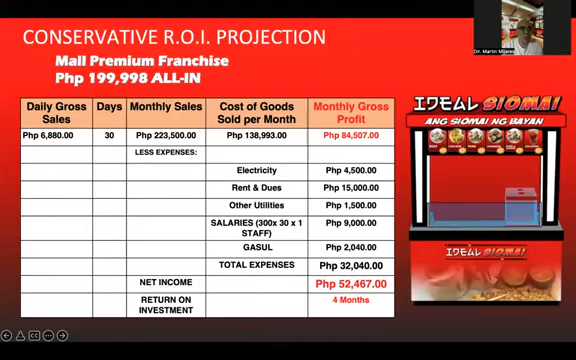 CONSERVATIVE R.O.I. PROJECTION
Mall Premium Franchise
Php 199,998 ALL-IN
Dir. Martin Mijares
Daily Gross Sales Days Monthly Sales Cost of Goods Sold per Month Monthly Gross Profit
Php 6,880.00 30 Php 223,500.00 Php 138,993.00 Php 84,507.00
LESS EXPENSES:
Electricity Php 4,500.00
Rent & Dues Php 15,000.00
Other Utilities Php 1,500.00
SALARIES (300x 30 x 1 STAFF) Php 9,000.00
GASUL Php 2,040.00
TOTAL EXPENSES Php 32,040.00
NET INCOME Php 52,467.00
RETURN ON INVESTMENT 4 Months
IDEAL SIOMAI
ANG SIOMAI NG BAYAN
IDEAL SIOMAI